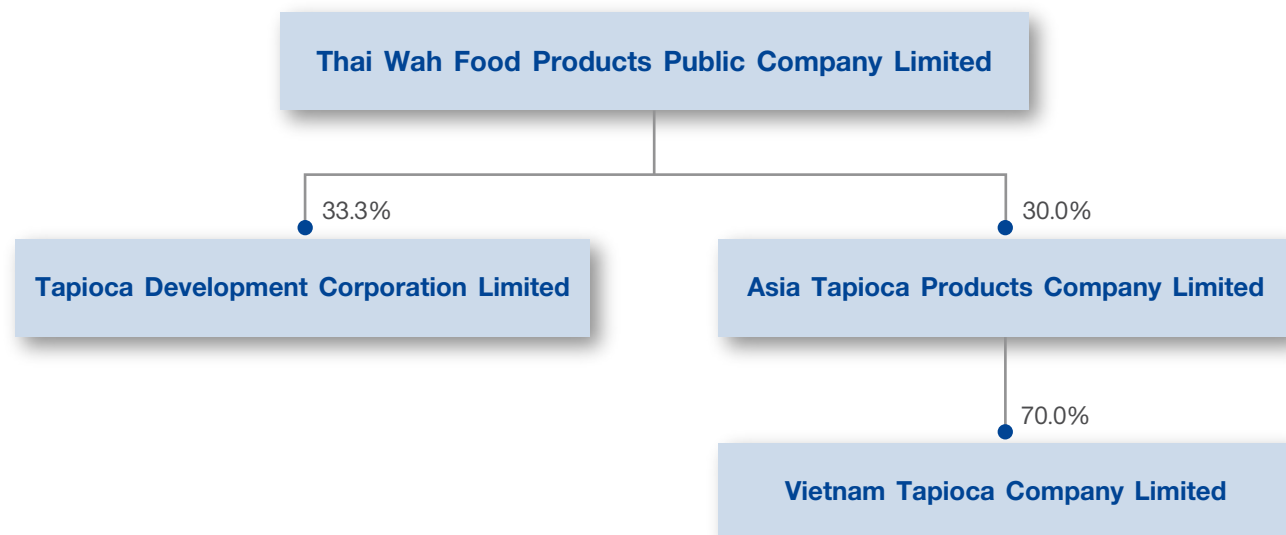 Thai Wah Food Products Public Company Limited
33.3%
30.0%
Tapioca Development Corporation Limited
Asia Tapioca Products Company Limited
70.0%
Vietnam Tapioca Company Limited